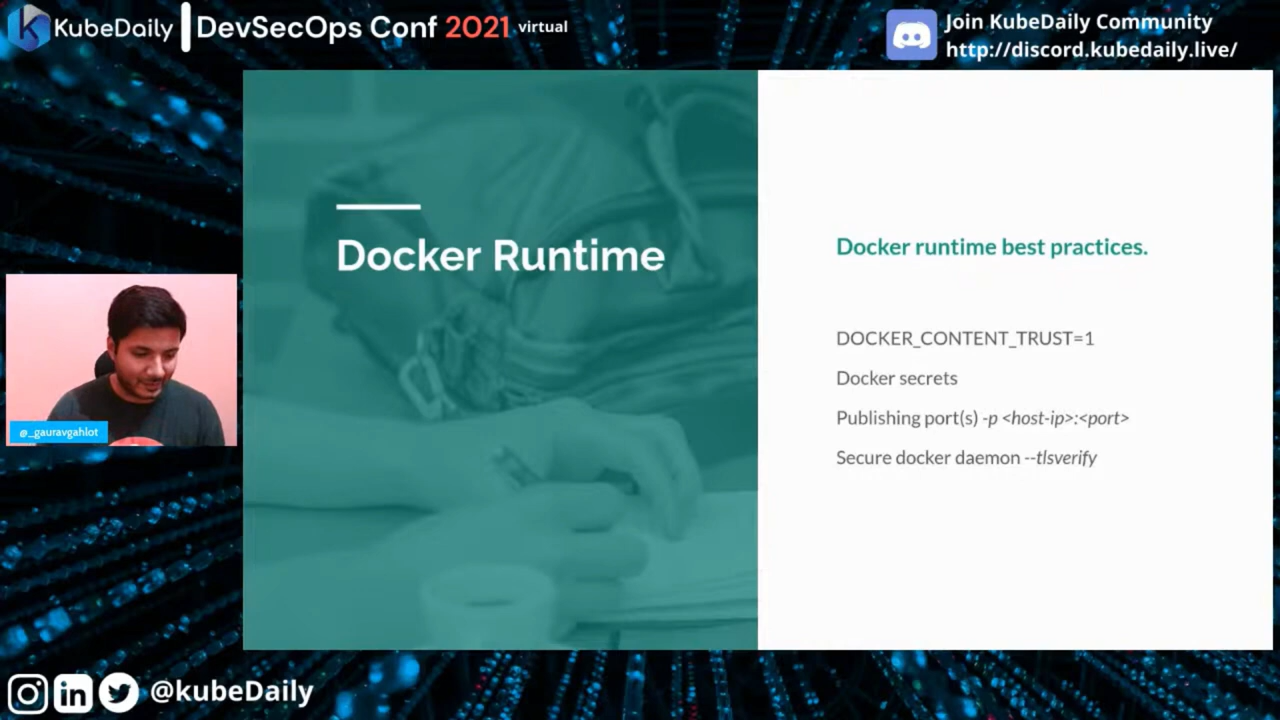 KubeDaily | DevSecOps Conf 2021 virtual
Join KubeDaily Community
http://discord.kubedaily.live/
Docker Runtime
Docker runtime best practices.
DOCKER_CONTENT_TRUST=1
Docker secrets
Publishing port(s) -p <host-ip>:<port>
Secure docker daemon --tlsverify
@_gauravgahlot
@kubeDaily